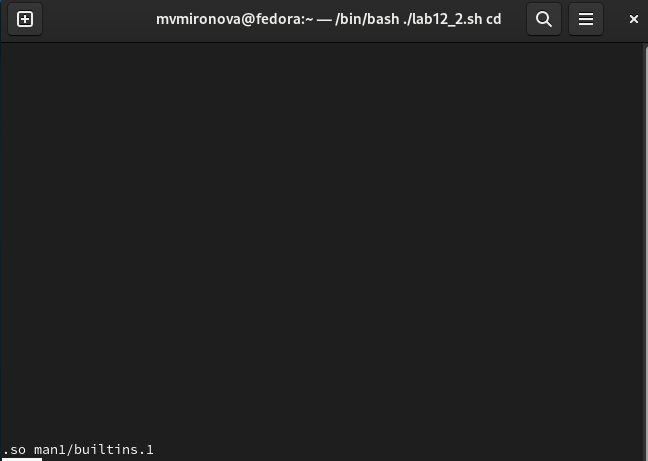 mvmironova@fedora:~ — /bin/bash ./lab12_2.sh cd
.so man1/builtins.1